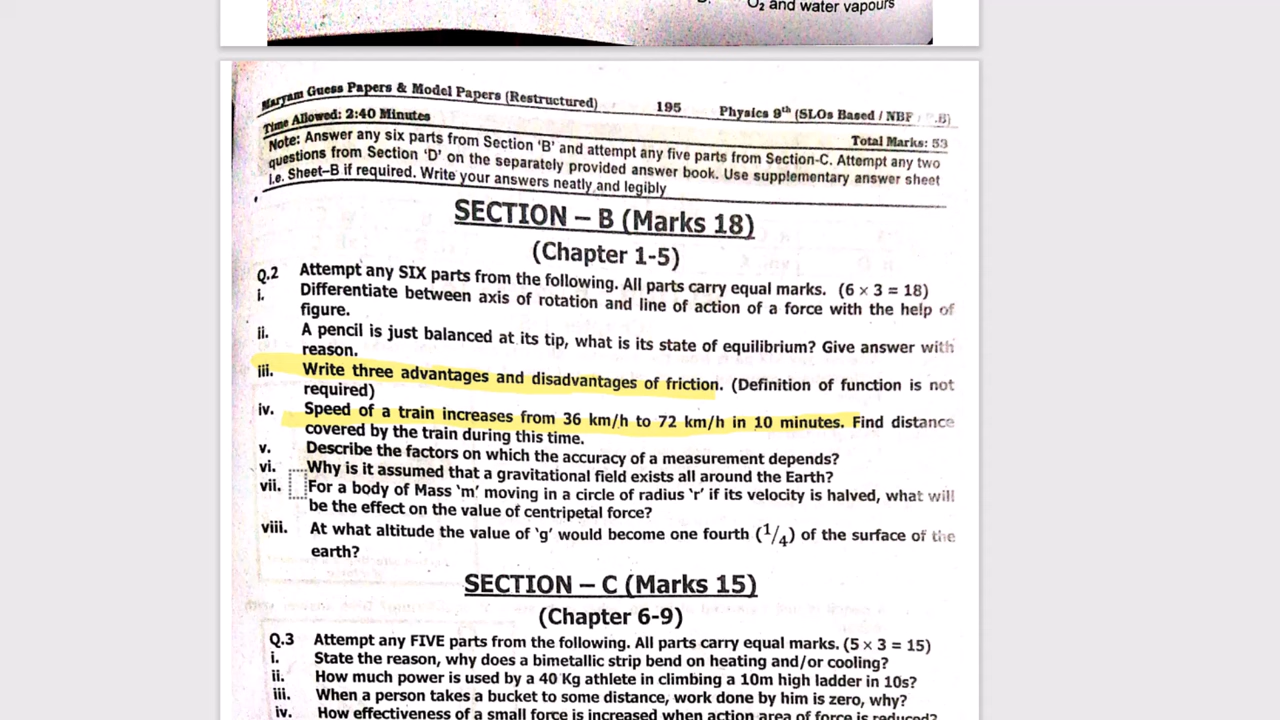 O₂ and water vapours
Maryam Guess Papers & Model Papers (Restructured) 195 Physics 9th (SLOs Based / NBF
Time Allowed: 2:40 Minutes Total Marks: 53
Note: Answer any six parts from Section 'B' and attempt any five parts from Section-C. Attempt any two
questions from Section 'D' on the separately provided answer book. Use supplementary answer sheet
i.e. Sheet–B if required. Write your answers neatly and legibly
SECTION – B (Marks 18)
(Chapter 1-5)
Q.2 Attempt any SIX parts from the following. All parts carry equal marks. (6 × 3 = 18)
i. Differentiate between axis of rotation and line of action of a force with the help of
figure.
ii. A pencil is just balanced at its tip, what is its state of equilibrium? Give answer with
reason.
iii. Write three advantages and disadvantages of friction. (Definition of function is not
required)
iv. Speed of a train increases from 36 km/h to 72 km/h in 10 minutes. Find distance
covered by the train during this time.
v. Describe the factors on which the accuracy of a measurement depends?
vi. Why is it assumed that a gravitational field exists all around the Earth?
vii. For a body of Mass 'm' moving in a circle of radius 'r' if its velocity is halved, what will
be the effect on the value of centripetal force?
viii. At what altitude the value of 'g' would become one fourth (1/4) of the surface of the
earth?
SECTION – C (Marks 15)
(Chapter 6-9)
Q.3 Attempt any FIVE parts from the following. All parts carry equal marks. (5 × 3 = 15)
i. State the reason, why does a bimetallic strip bend on heating and/or cooling?
ii. How much power is used by a 40 Kg athlete in climbing a 10m high ladder in 10s?
iii. When a person takes a bucket to some distance, work done by him is zero, why?
iv. How effectiveness of a small force is increased when action area of force is reduced?